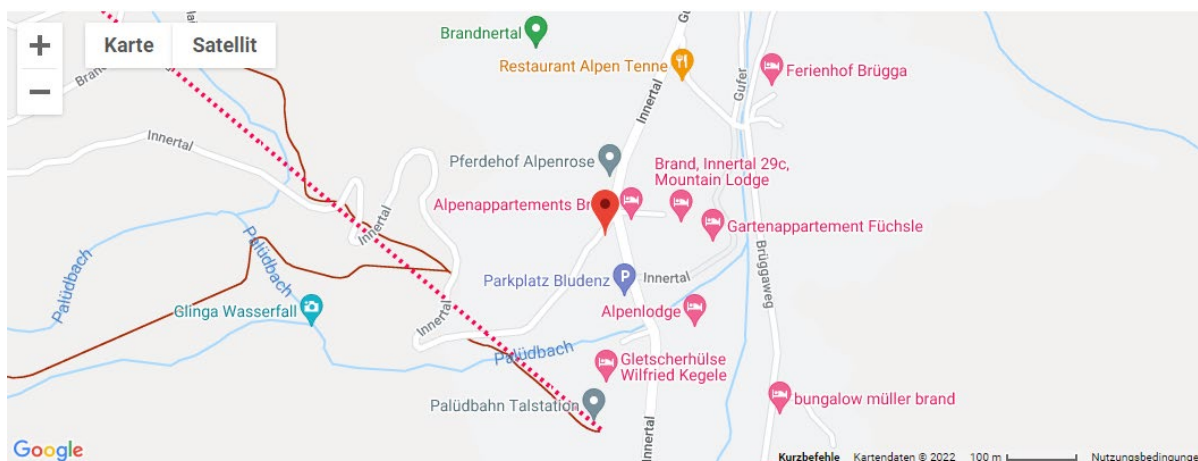 +
Karte Satellit
−
Brandnertal
Gu
Restaurant Alpen Tenne
Ferienhof Brügga
Gufer
Innertal
Innertal
Pferdehof Alpenrose
Brand, Innertal 29c,
Mountain Lodge
Alpenappartements Br
Gartenappartement Füchsle
Innertal
Palüdbach
Palüdbach
Parkplatz Bludenz
P
Innertal
Brüggaweg
Glinga Wasserfall
Innertal
Alpenlodge
Palüdbach
Gletscherhülse
Wilfried Kegele
Palüdbahn Talstation
bungalow müller brand
Innertal
Google
Kurzbefehle Kartendaten © 2022 100 m Nutzungsbedingunge